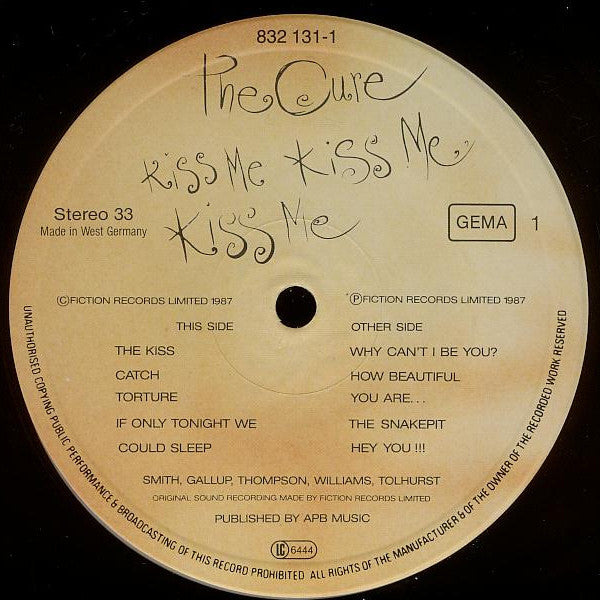 832 131-1
The Cure
Kiss Me Kiss Me
Kiss Me
Stereo 33
Made in West Germany
GEMA 1
©FICTION RECORDS LIMITED 1987
℗FICTION RECORDS LIMITED 1987
THIS SIDE
THE KISS
CATCH
TORTURE
IF ONLY TONIGHT WE
COULD SLEEP
OTHER SIDE
WHY CAN'T I BE YOU?
HOW BEAUTIFUL
YOU ARE...
THE SNAKEPIT
HEY YOU !!!
SMITH, GALLUP, THOMPSON, WILLIAMS, TOLHURST
ORIGINAL SOUND RECORDING MADE BY FICTION RECORDS LIMITED
PUBLISHED BY APB MUSIC
LC 6444
UNAUTHORISED COPYING PUBLIC PERFORMANCE & BROADCASTING OF THIS RECORD PROHIBITED ALL RIGHTS OF THE MANUFACTURER & OF THE OWNER OF THE RECORDED WORK RESERVED